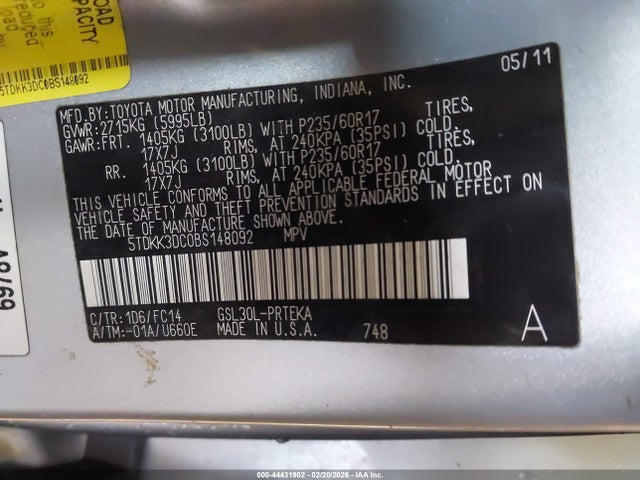 OAD
APACITY
5TDKK3DC0BS148092
05/11
MFD.BY:TOYOTA MOTOR MANUFACTURING, INDIANA, INC.
GVWR:2715KG (5995LB)
GAWR:FRT. 1405KG (3100LB) WITH P235/60R17 TIRES,
17X7J RIMS, AT 240KPA (35PSI) COLD.
RR. 1405KG (3100LB) WITH P235/60R17 TIRES,
17X7J RIMS, AT 240KPA (35PSI) COLD.
THIS VEHICLE CONFORMS TO ALL APPLICABLE FEDERAL MOTOR
VEHICLE SAFETY AND THEFT PREVENTION STANDARDS IN EFFECT ON
THE DATE OF MANUFACTURE SHOWN ABOVE.
5TDKK3DC0BS148092 MPV
C/TR:1D6/FC14 GSL30L-PRTEKA
A/TM:-01A/U660E MADE IN U.S.A. 748 A
000-44431902 - 02/20/2026 - IAA Inc.